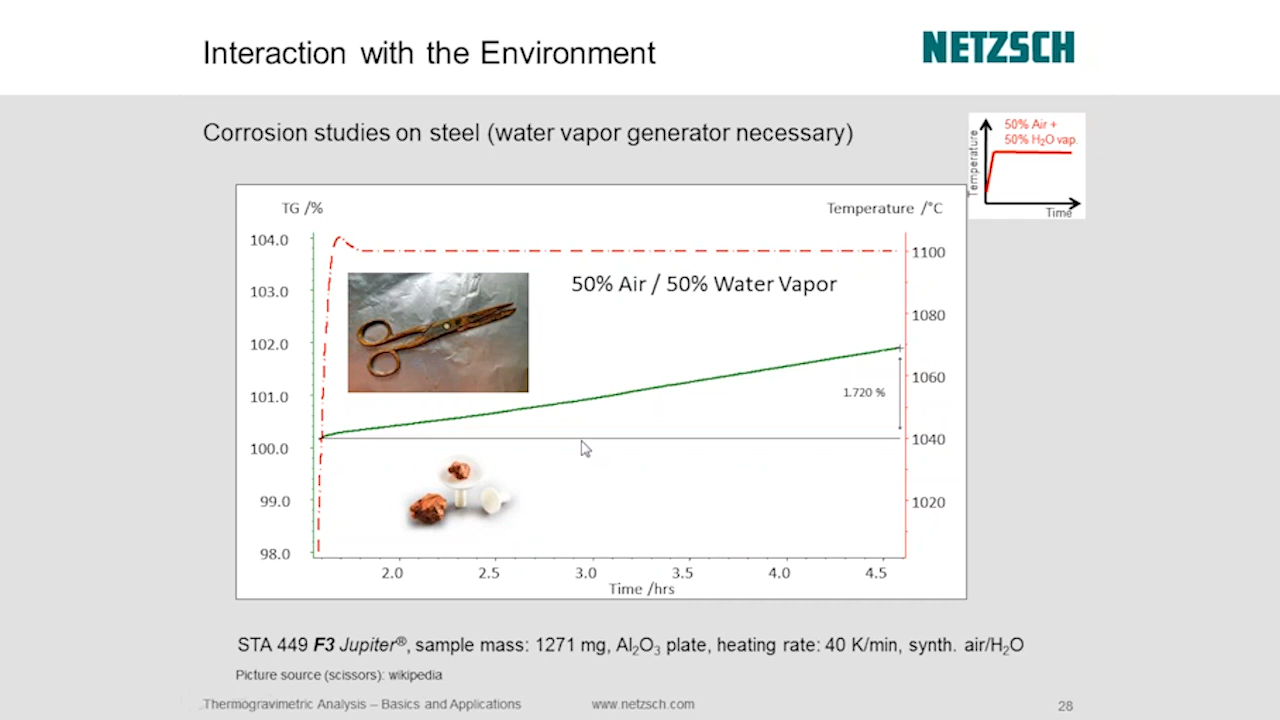 Interaction with the Environment
NETZSCH
Corrosion studies on steel (water vapor generator necessary)
50% Air +
50% H₂O vap.
Temperature
Time
TG /%
Temperature /°C
104.0
103.0
102.0
101.0
100.0
99.0
98.0
50% Air / 50% Water Vapor
1.720 %
1100
1080
1060
1040
1020
2.0 2.5 3.0 3.5 4.0 4.5
Time /hrs
STA 449 F3 Jupiter®, sample mass: 1271 mg, Al₂O₃ plate, heating rate: 40 K/min, synth. air/H₂O
Picture source (scissors): wikipedia
Thermogravimetric Analysis – Basics and Applications www.netzsch.com 28